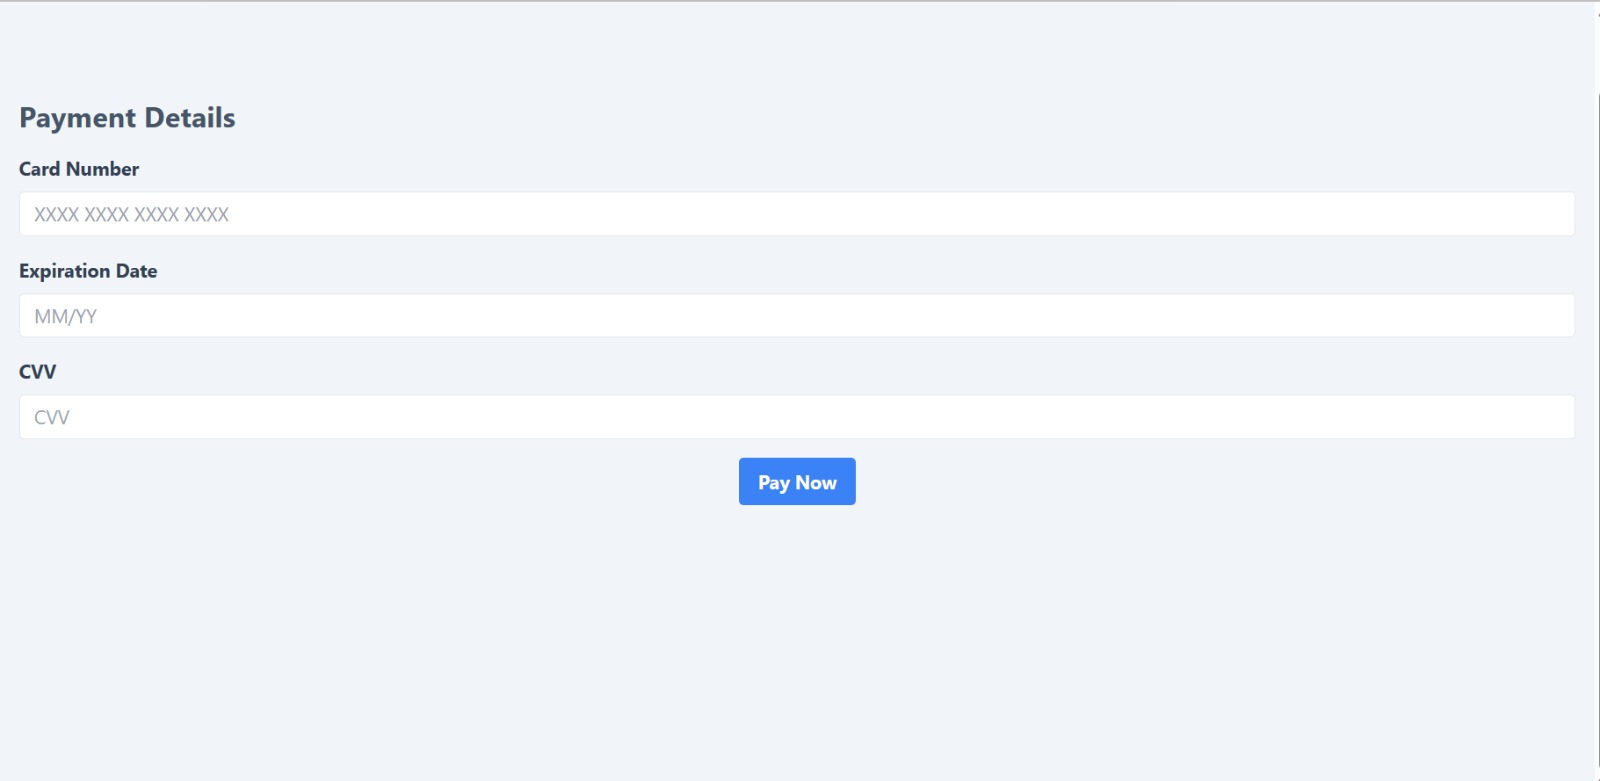 Payment Details
Card Number
XXXX XXXX XXXX XXXX
Expiration Date
MM/YY
CVV
CVV
Pay Now